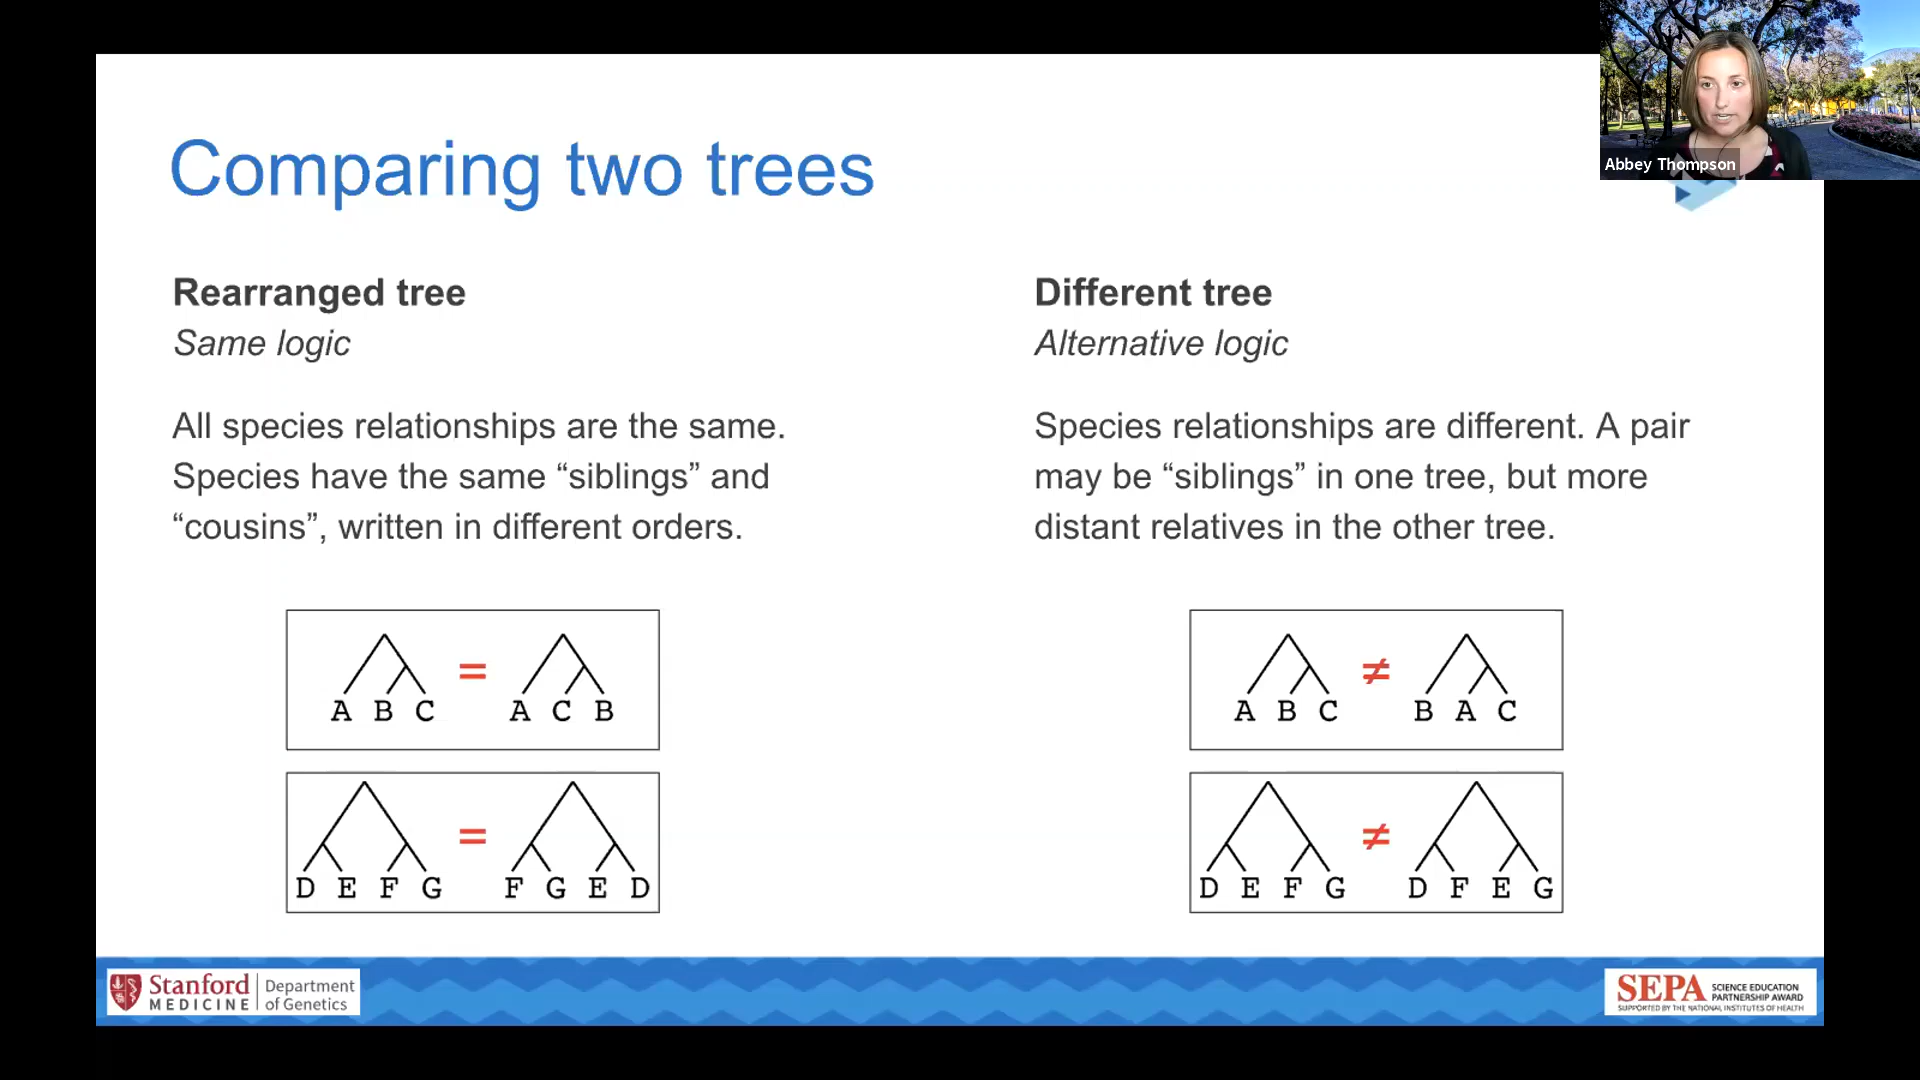 Abbey Thompson
Comparing two trees
Rearranged tree
Same logic
All species relationships are the same.
Species have the same “siblings” and
“cousins”, written in different orders.
A B C = A C B
D E F G = F G E D
Different tree
Alternative logic
Species relationships are different. A pair
may be “siblings” in one tree, but more
distant relatives in the other tree.
A B C ≠ B A C
D E F G ≠ D F E G
Stanford
MEDICINE
Department
of Genetics
SEPA
SCIENCE EDUCATION
PARTNERSHIP AWARD
SUPPORTED BY THE NATIONAL INSTITUTES OF HEALTH